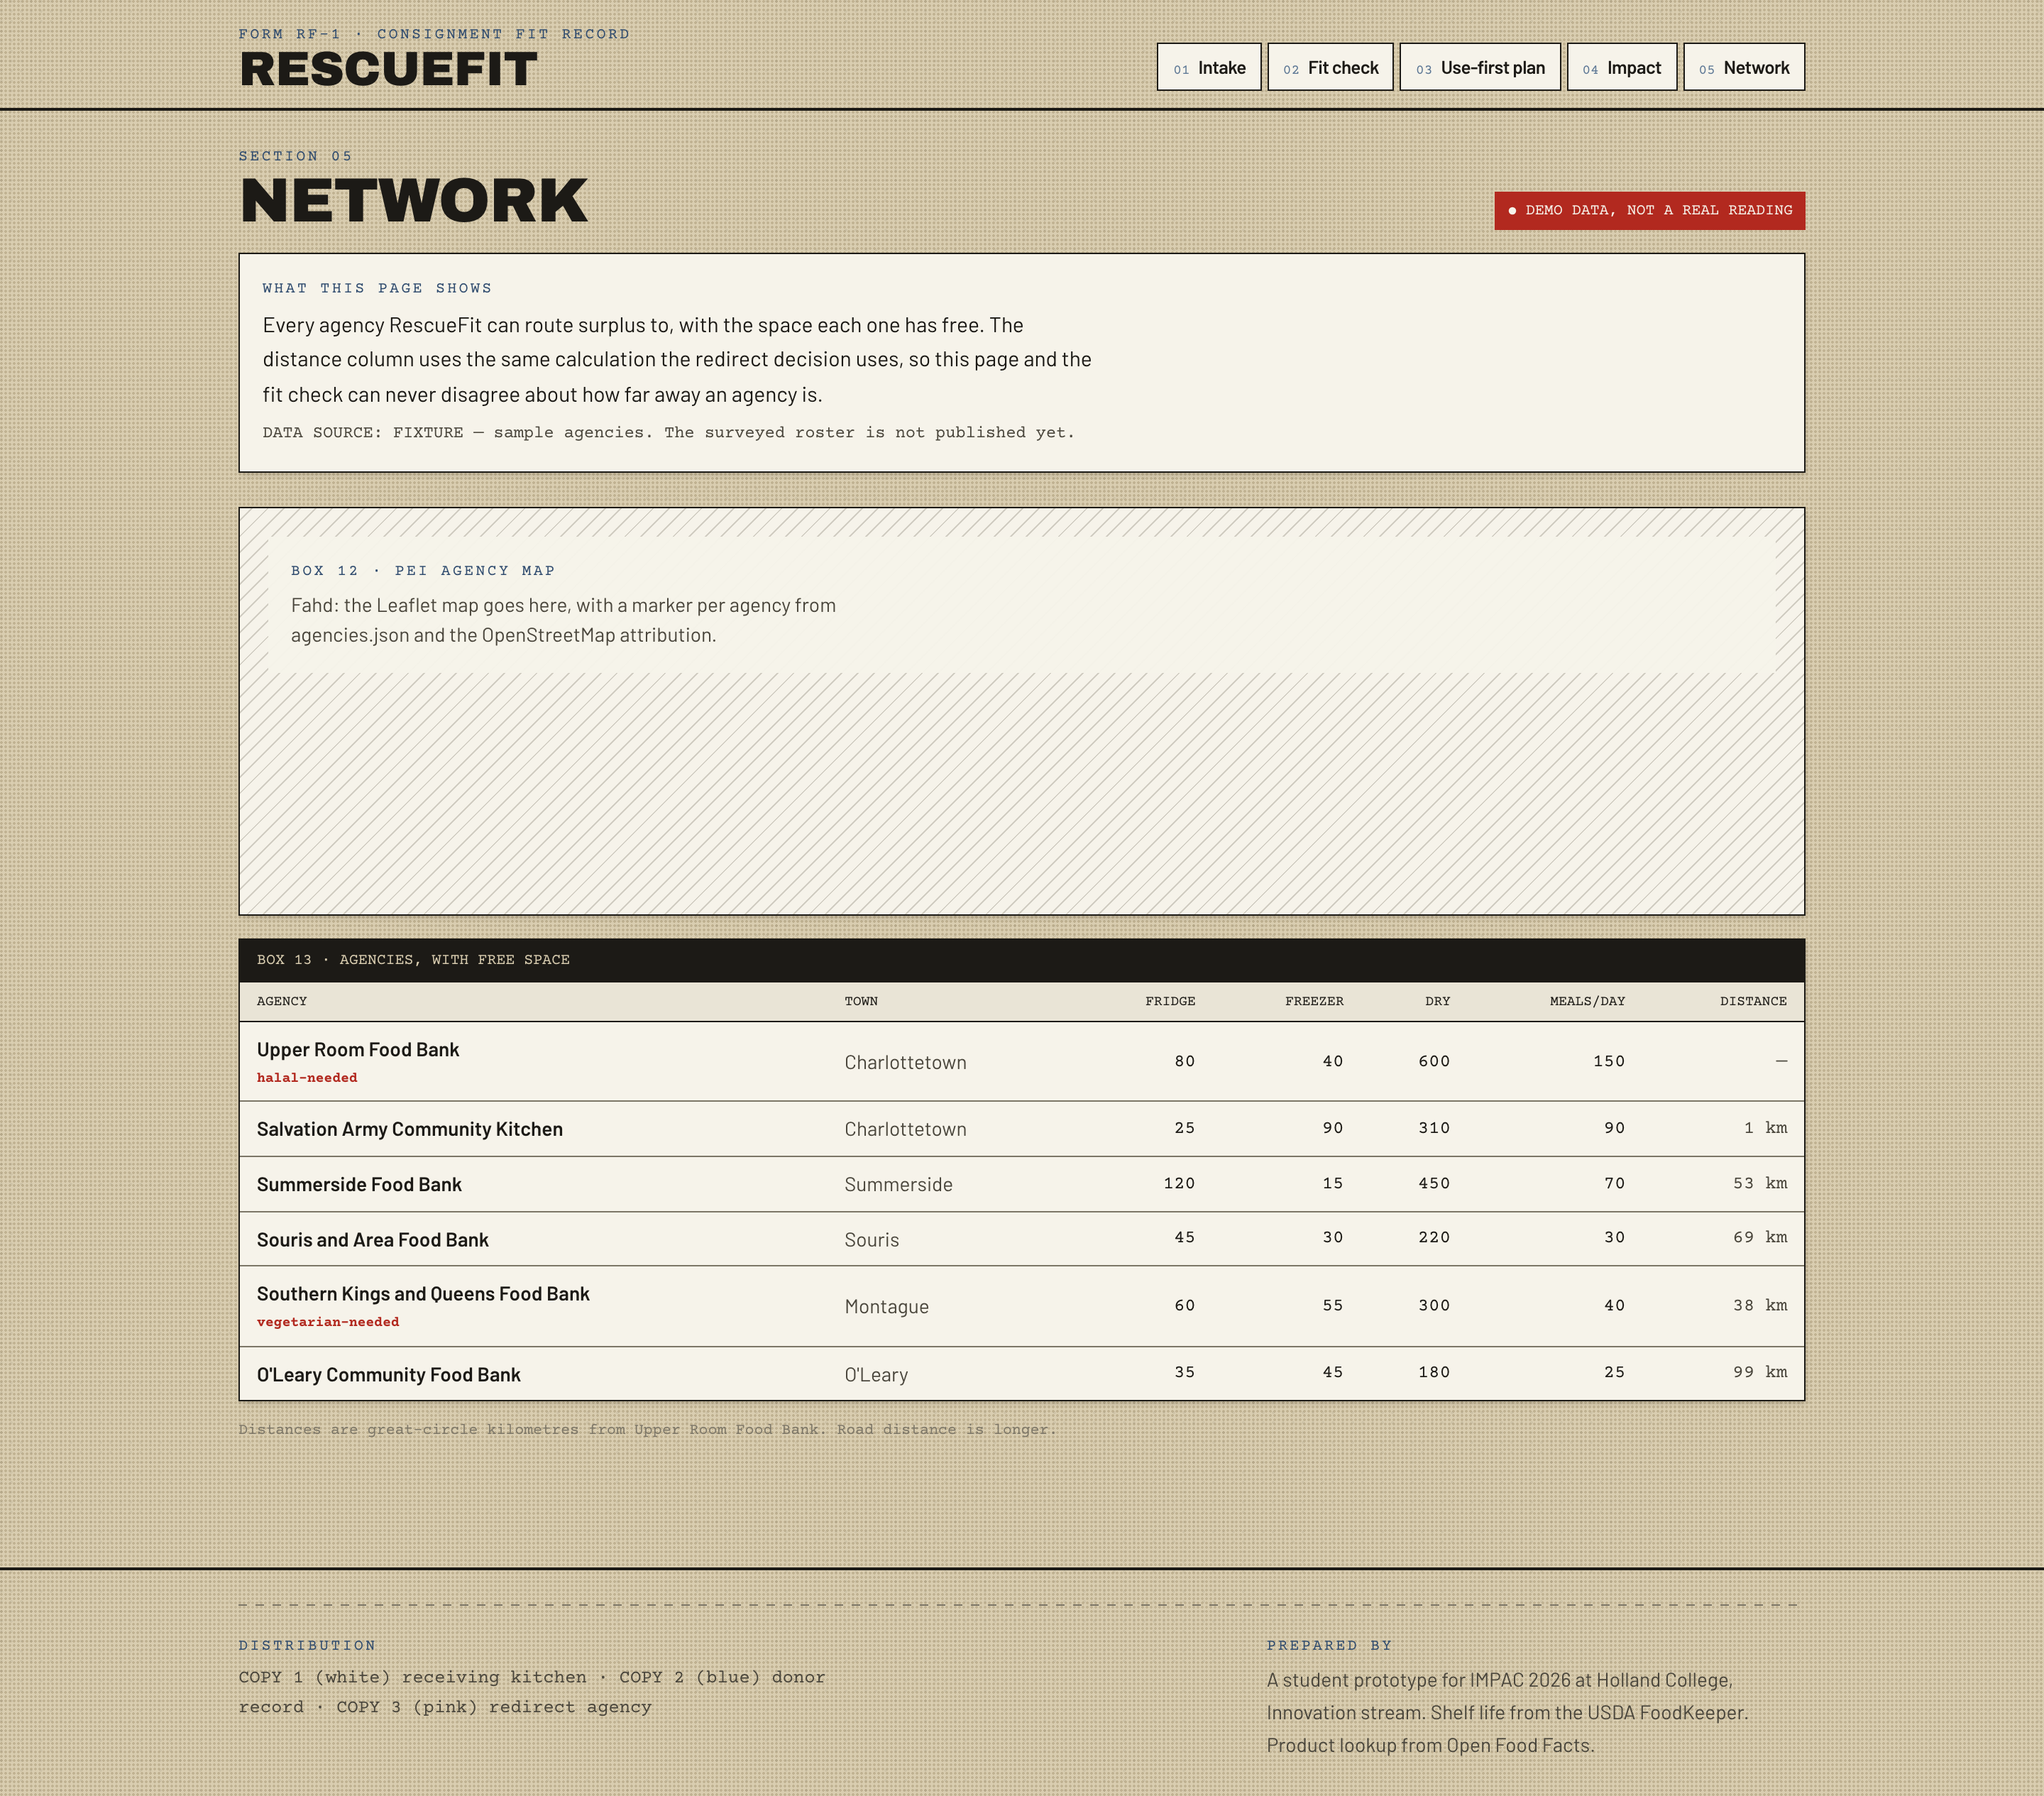 FORM RF-1 · CONSIGNMENT FIT RECORD
RESCUEFIT
01 Intake
02 Fit check
03 Use-first plan
04 Impact
05 Network
SECTION 05
NETWORK
● DEMO DATA, NOT A REAL READING
WHAT THIS PAGE SHOWS
Every agency RescueFit can route surplus to, with the space each one has free. The
distance column uses the same calculation the redirect decision uses, so this page and the
fit check can never disagree about how far away an agency is.
DATA SOURCE: FIXTURE — sample agencies. The surveyed roster is not published yet.
BOX 12 · PEI AGENCY MAP
Fahd: the Leaflet map goes here, with a marker per agency from
agencies.json and the OpenStreetMap attribution.
BOX 13 · AGENCIES, WITH FREE SPACE
AGENCY TOWN FRIDGE FREEZER DRY MEALS/DAY DISTANCE
Upper Room Food Bank Charlottetown 80 40 600 150 —
halal-needed
Salvation Army Community Kitchen Charlottetown 25 90 310 90 1 km
Summerside Food Bank Summerside 120 15 450 70 53 km
Souris and Area Food Bank Souris 45 30 220 30 69 km
Southern Kings and Queens Food Bank Montague 60 55 300 40 38 km
vegetarian-needed
O'Leary Community Food Bank O'Leary 35 45 180 25 99 km
Distances are great-circle kilometres from Upper Room Food Bank. Road distance is longer.
DISTRIBUTION
COPY 1 (white) receiving kitchen · COPY 2 (blue) donor
record · COPY 3 (pink) redirect agency
PREPARED BY
A student prototype for IMPAC 2026 at Holland College,
Innovation stream. Shelf life from the USDA FoodKeeper.
Product lookup from Open Food Facts.